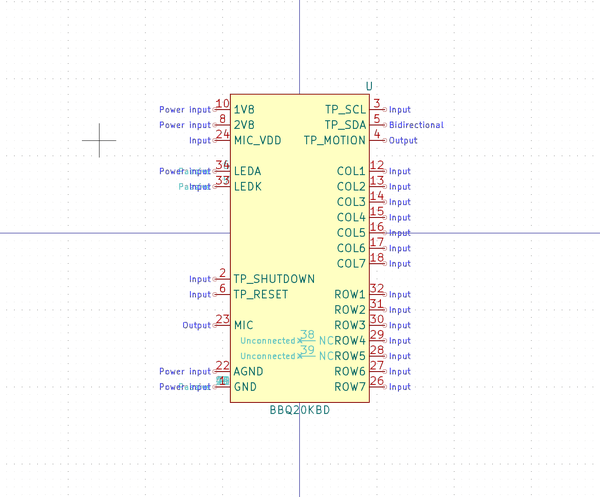 U
Power input 10 1V8 TP_SCL 3 Input
Power input 8 2V8 TP_SDA 5 Bidirectional
Input 24 MIC_VDD TP_MOTION 4 Output
LEDA COL1 12 Input
LEDK COL2 13 Input
COL3 14 Input
COL4 15 Input
COL5 16 Input
COL6 17 Input
COL7 18 Input
Input 2 TP_SHUTDOWN
Input 6 TP_RESET ROW1 32 Input
ROW2 31 Input
Output 23 MIC ROW3 30 Input
Unconnected 38 NC ROW4 29 Input
Unconnected 39 NC ROW5 28 Input
Power input 22 AGND ROW6 27 Input
GND ROW7 26 Input
BBQ20KBD